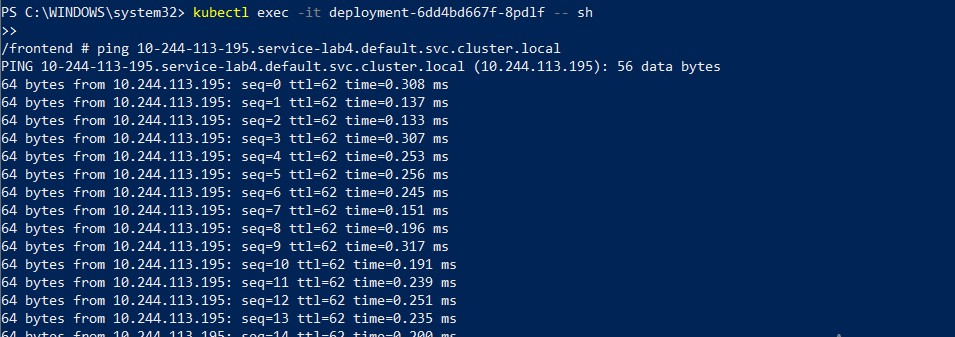 PS C:\WINDOWS\system32> kubectl exec -it deployment-6dd4bd667f-8pdlf -- sh
>>
/frontend # ping 10-244-113-195.service-lab4.default.svc.cluster.local
PING 10-244-113-195.service-lab4.default.svc.cluster.local (10.244.113.195): 56 data bytes
64 bytes from 10.244.113.195: seq=0 ttl=62 time=0.308 ms
64 bytes from 10.244.113.195: seq=1 ttl=62 time=0.137 ms
64 bytes from 10.244.113.195: seq=2 ttl=62 time=0.133 ms
64 bytes from 10.244.113.195: seq=3 ttl=62 time=0.307 ms
64 bytes from 10.244.113.195: seq=4 ttl=62 time=0.253 ms
64 bytes from 10.244.113.195: seq=5 ttl=62 time=0.256 ms
64 bytes from 10.244.113.195: seq=6 ttl=62 time=0.245 ms
64 bytes from 10.244.113.195: seq=7 ttl=62 time=0.151 ms
64 bytes from 10.244.113.195: seq=8 ttl=62 time=0.196 ms
64 bytes from 10.244.113.195: seq=9 ttl=62 time=0.317 ms
64 bytes from 10.244.113.195: seq=10 ttl=62 time=0.191 ms
64 bytes from 10.244.113.195: seq=11 ttl=62 time=0.239 ms
64 bytes from 10.244.113.195: seq=12 ttl=62 time=0.251 ms
64 bytes from 10.244.113.195: seq=13 ttl=62 time=0.235 ms
64 bytes from 10.244.113.195: seq=14 ttl=62 time=0.200 ms